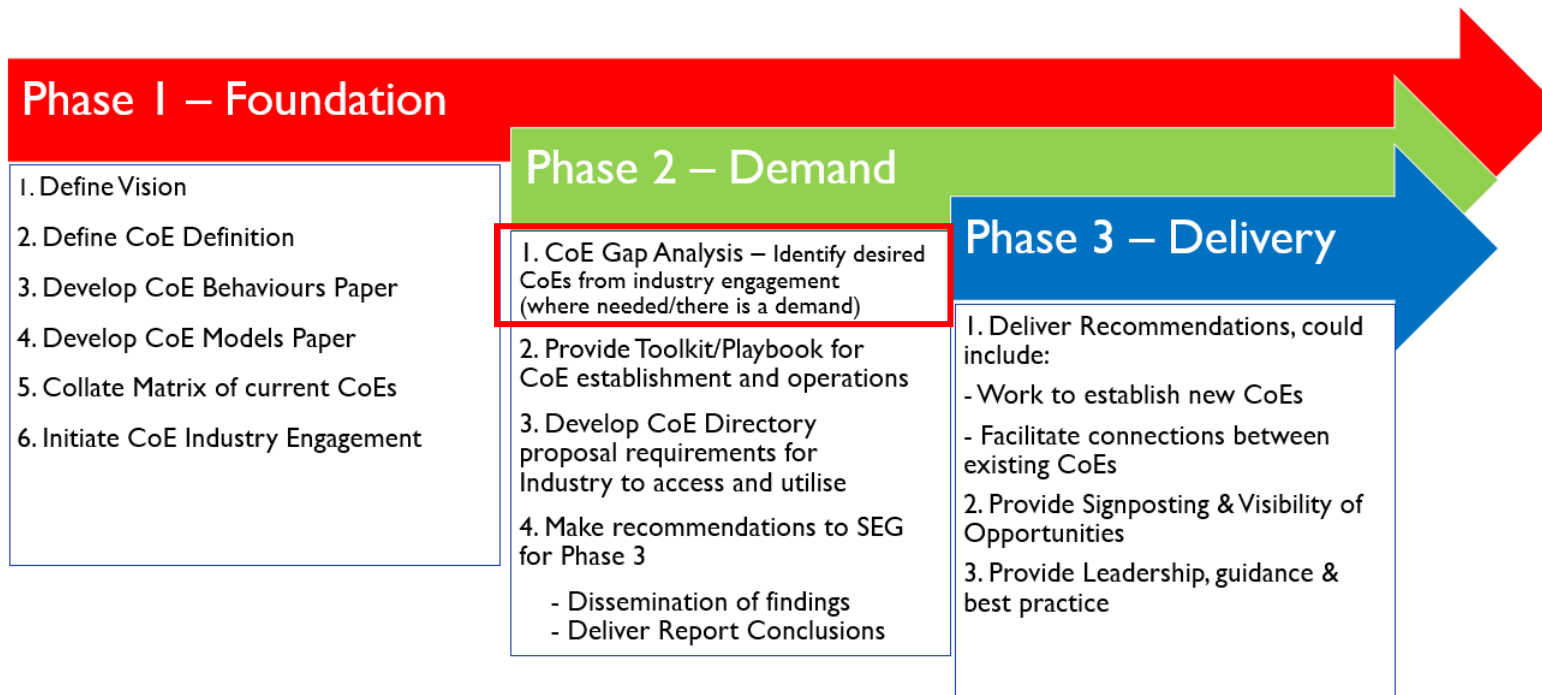 Phase 1 – Foundation
1. Define Vision
2. Define CoE Definition
3. Develop CoE Behaviours Paper
4. Develop CoE Models Paper
5. Collate Matrix of current CoEs
6. Initiate CoE Industry Engagement
Phase 2 – Demand
1. CoE Gap Analysis – Identify desired
CoEs from industry engagement
(where needed/there is a demand)
2. Provide Toolkit/Playbook for
CoE establishment and operations
3. Develop CoE Directory
proposal requirements for
Industry to access and utilise
4. Make recommendations to SEG
for Phase 3
- Dissemination of findings
- Deliver Report Conclusions
Phase 3 – Delivery
1. Deliver Recommendations, could
include:
- Work to establish new CoEs
- Facilitate connections between
existing CoEs
2. Provide Signposting & Visibility of
Opportunities
3. Provide Leadership, guidance &
best practice